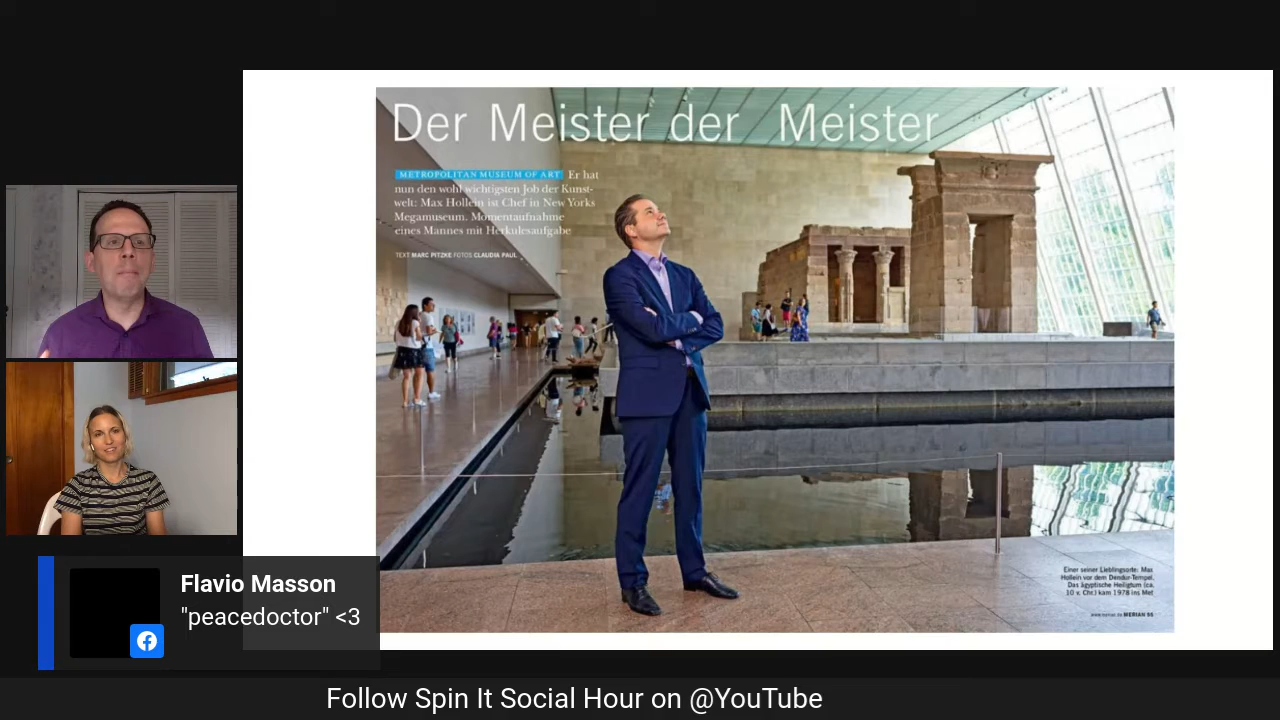 Der Meister der Meister
METROPOLITAN MUSEUM OF ART Er hat
nun den wohl wichtigsten Job der Kunst-
welt: Max Hollein ist Chef in New Yorks
Megamuseum. Momentaufnahme
eines Mannes mit Herkulesaufgabe
TEXT MARC PITZKE FOTOS CLAUDIA PAUL
Einer seiner Lieblingsorte: Max
Hollein vor dem Dendur-Tempel.
Das ägyptische Heiligtum (ca.
10 v. Chr.) kam 1978 ins Met
MERIAN 55
Flavio Masson
"peacedoctor" <3
Follow Spin It Social Hour on @YouTube